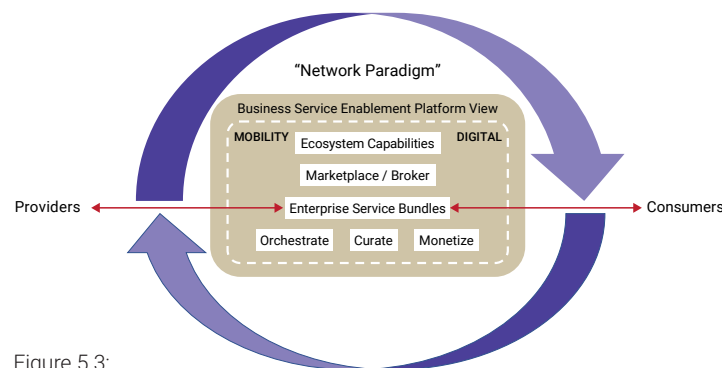 “Network Paradigm”
Business Service Enablement Platform View
MOBILITY
DIGITAL
Ecosystem Capabilities
Marketplace / Broker
Providers
Enterprise Service Bundles
Consumers
Orchestrate
Curate
Monetize
Figure 5.3: